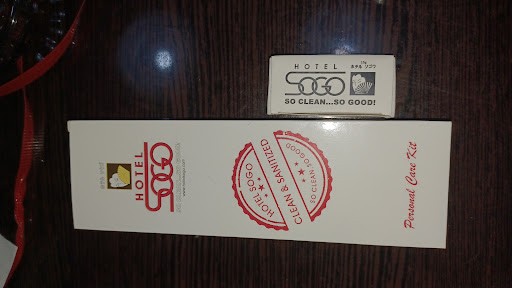 HOTEL
ホテル ソゴウ
SOGO
SO CLEAN...SO GOOD!
HOTEL
SOGO
HOTEL SOGO
CLEAN & SANITIZED
SO CLEAN SO GOOD
Personal Care Kit